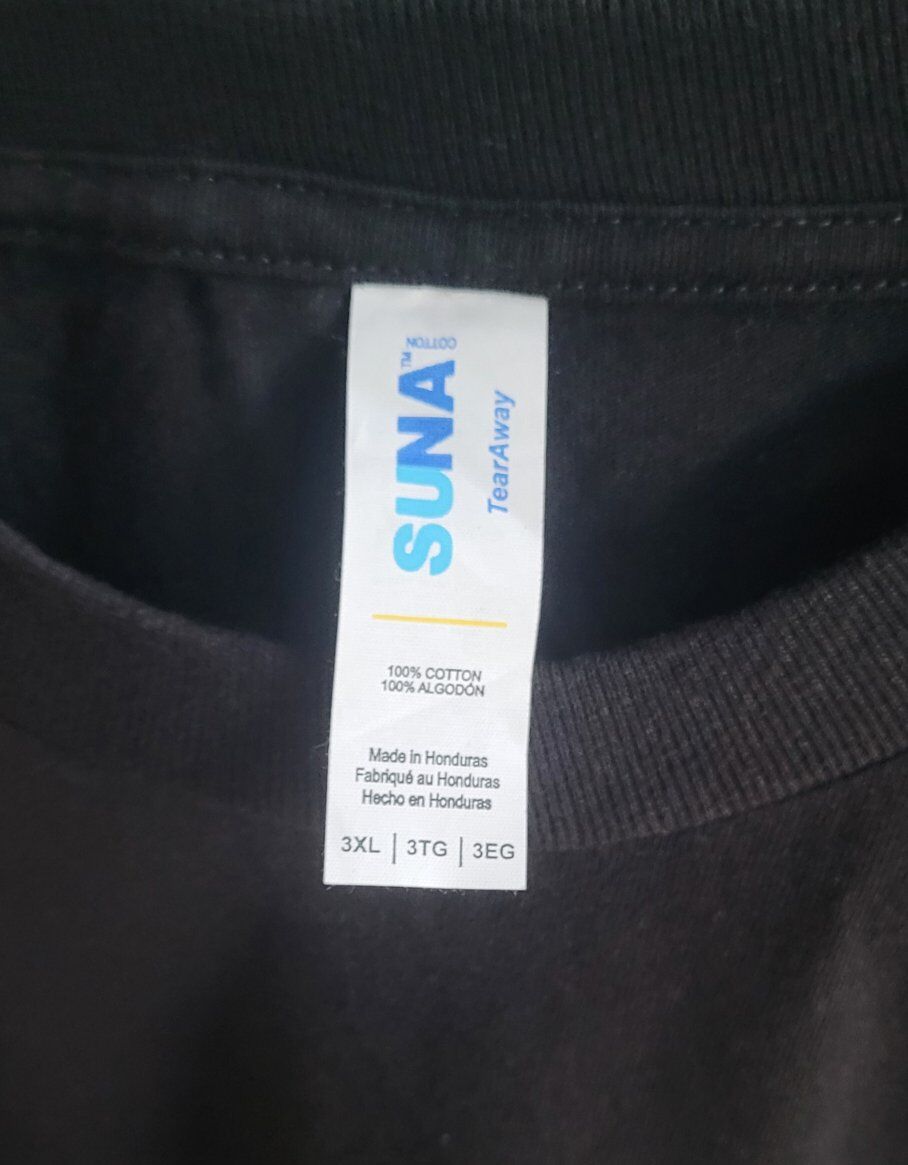 SUNA™
COTTON
TearAway
100% COTTON
100% ALGODÓN
Made in Honduras
Fabriqué au Honduras
Hecho en Honduras
3XL | 3TG | 3EG